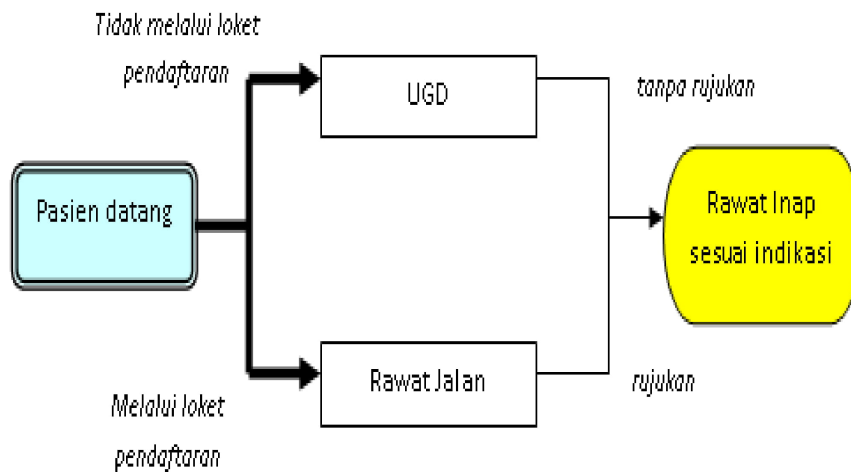 Tidak melalui loket
pendaftaran
UGD
tanpa rujukan
Pasien datang
Rawat Inap
sesuai indikasi
Rawat Jalan
rujukan
Melalui loket
pendaftaran